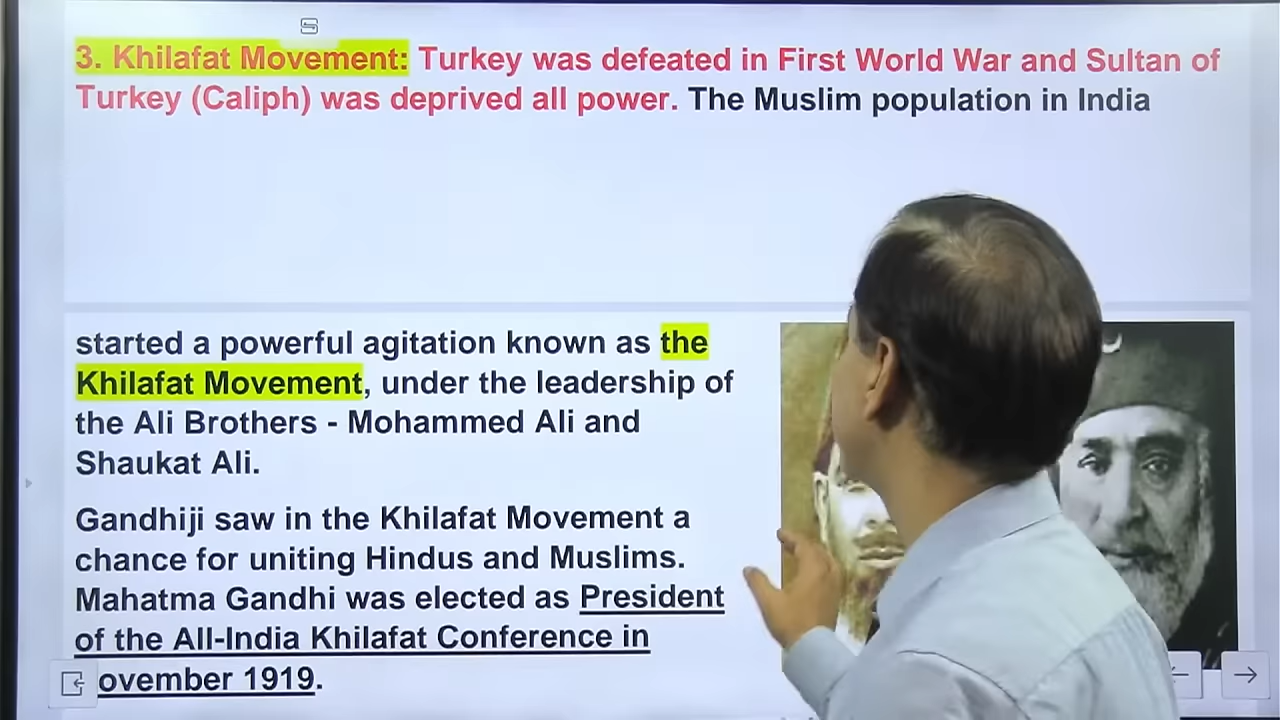 3. Khilafat Movement: Turkey was defeated in First World War and Sultan of
Turkey (Caliph) was deprived all power. The Muslim population in India
started a powerful agitation known as the
Khilafat Movement, under the leadership of
the Ali Brothers - Mohammed Ali and
Shaukat Ali.
Gandhiji saw in the Khilafat Movement a
chance for uniting Hindus and Muslims.
Mahatma Gandhi was elected as President
of the All-India Khilafat Conference in
ovember 1919.